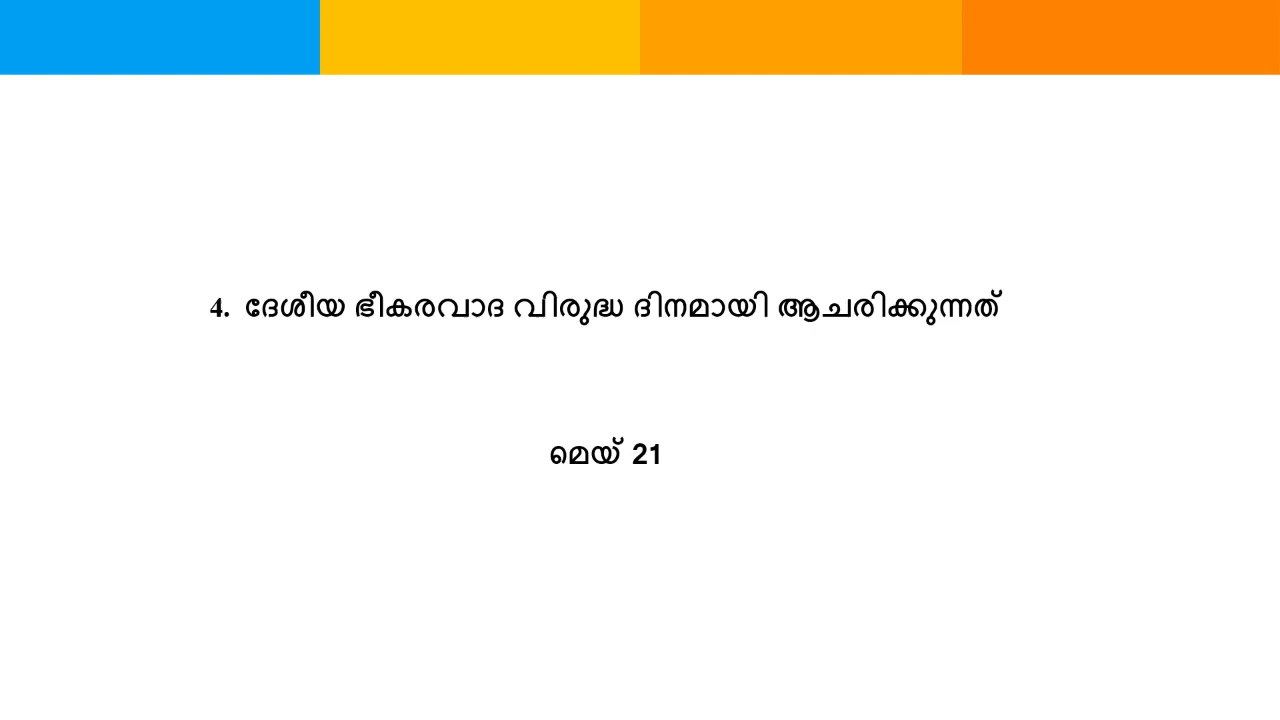 4. ദേശീയ ഭീകരവാദ വിരുദ്ധ ദിനമായി ആചരിക്കുന്നത്
മെയ് 21